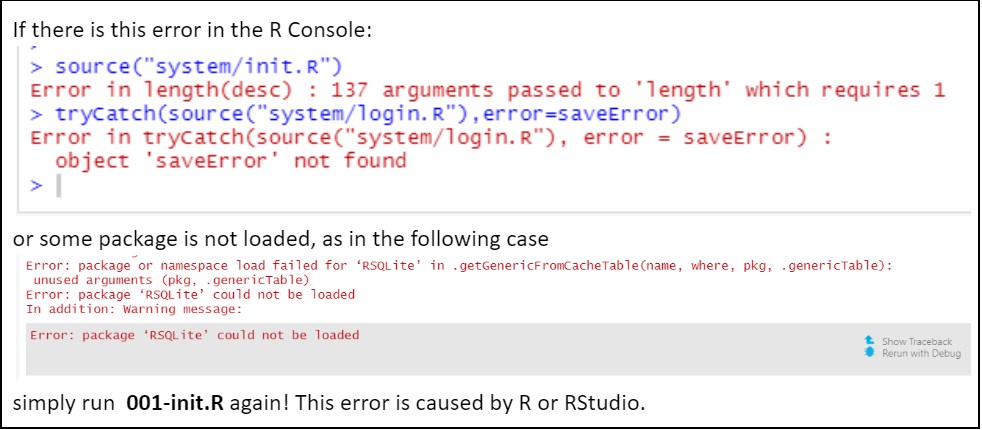 If there is this error in the R Console:
> source("system/init.R")
Error in length(desc) : 137 arguments passed to 'length' which requires 1
> tryCatch(source("system/login.R"),error=saveError)
Error in tryCatch(source("system/login.R"), error = saveError) :
  object 'saveError' not found
>
or some package is not loaded, as in the following case
Error: package or namespace load failed for ‘RSQLite’ in .getGenericFromCacheTable(name, where, pkg, .genericTable):
 unused arguments (pkg, .genericTable)
Error: package ‘RSQLite’ could not be loaded
In addition: Warning message:
Error: package ‘RSQLite’ could not be loaded
Show Traceback
Rerun with Debug
simply run 001-init.R again! This error is caused by R or RStudio.